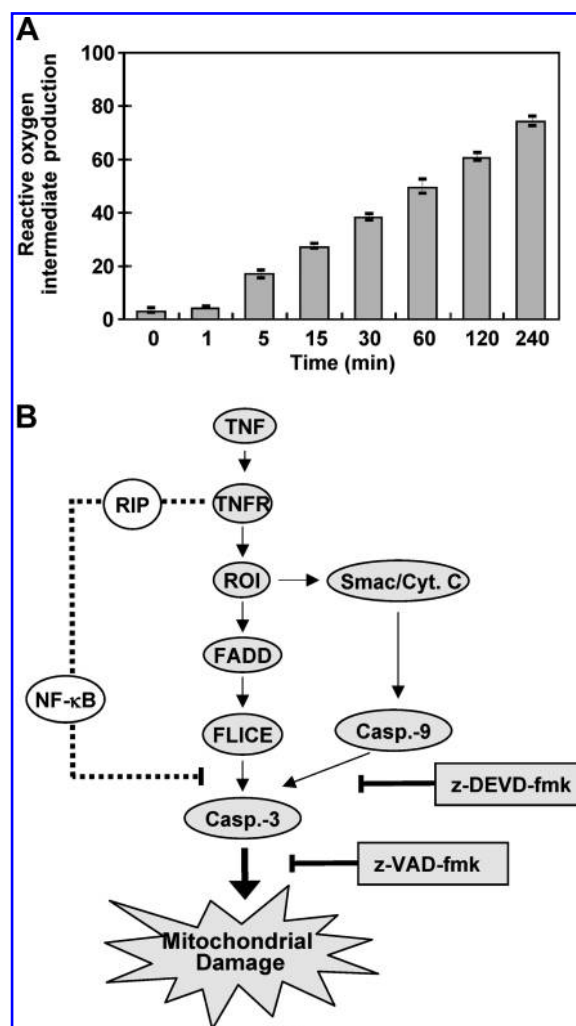 A
Reactive oxygen
intermediate production
100
80
60
40
20
0
0 1 5 15 30 60 120 240
Time (min)
B
TNF
RIP
TNFR
ROI
Smac/Cyt. C
FADD
NF-κB
FLICE
Casp.-9
z-DEVD-fmk
Casp.-3
z-VAD-fmk
Mitochondrial
Damage